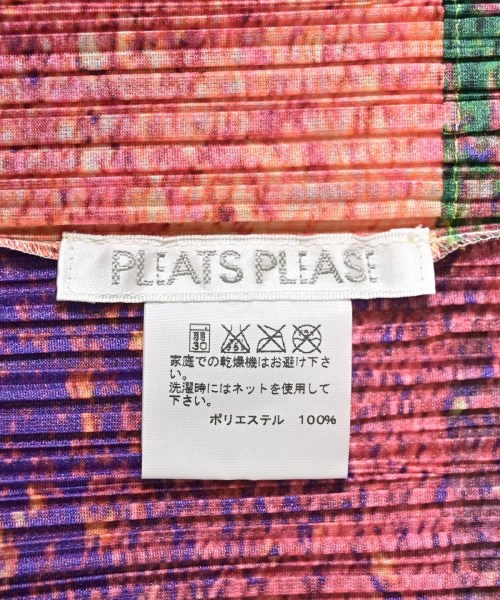 PLEATS PLEASE
弱
30
家庭での乾燥機はお避け下さ
い。
洗濯時にはネットを使用して
下さい。
ポリエステル 100%